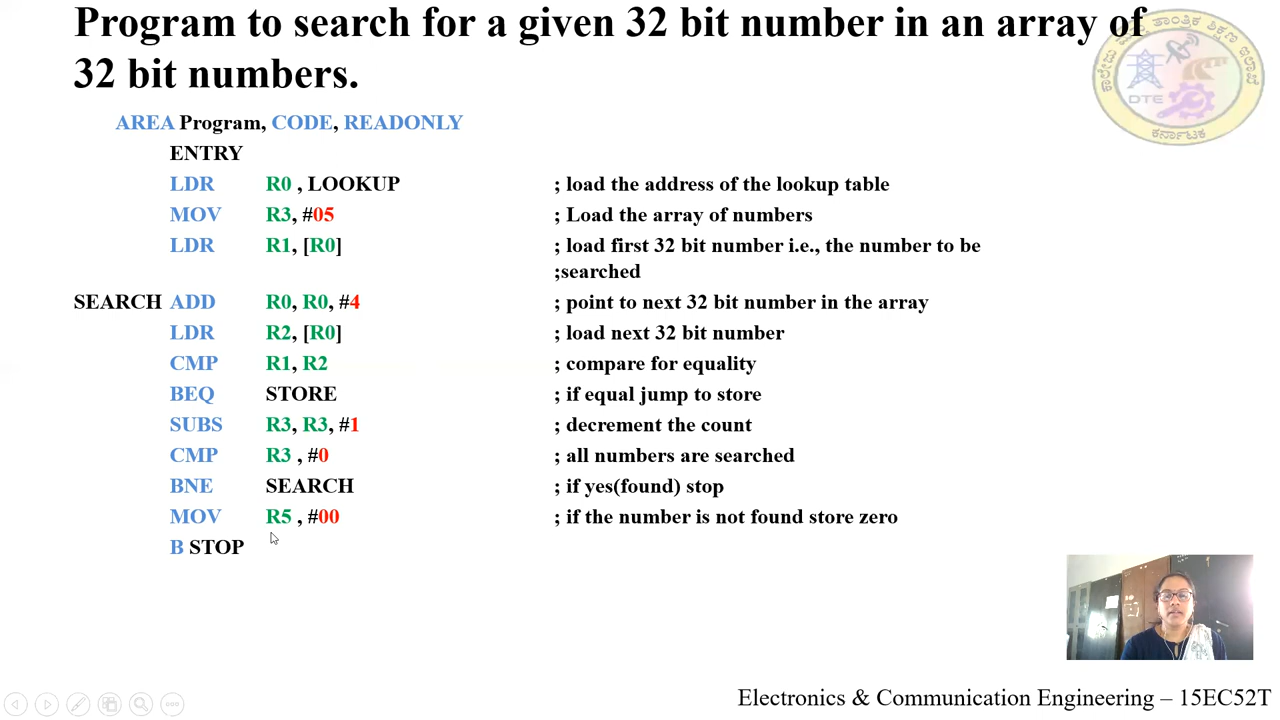 Program to search for a given 32 bit number in an array of
32 bit numbers.
AREA Program, CODE, READONLY
ENTRY
LDR R0 , LOOKUP ; load the address of the lookup table
MOV R3, #05 ; Load the array of numbers
LDR R1, [R0] ; load first 32 bit number i.e., the number to be
;searched
SEARCH ADD R0, R0, #4 ; point to next 32 bit number in the array
LDR R2, [R0] ; load next 32 bit number
CMP R1, R2 ; compare for equality
BEQ STORE ; if equal jump to store
SUBS R3, R3, #1 ; decrement the count
CMP R3 , #0 ; all numbers are searched
BNE SEARCH ; if yes(found) stop
MOV R5 , #00 ; if the number is not found store zero
B STOP
DTE
ಕರ್ನಾಟಕ
Electronics & Communication Engineering – 15EC52T